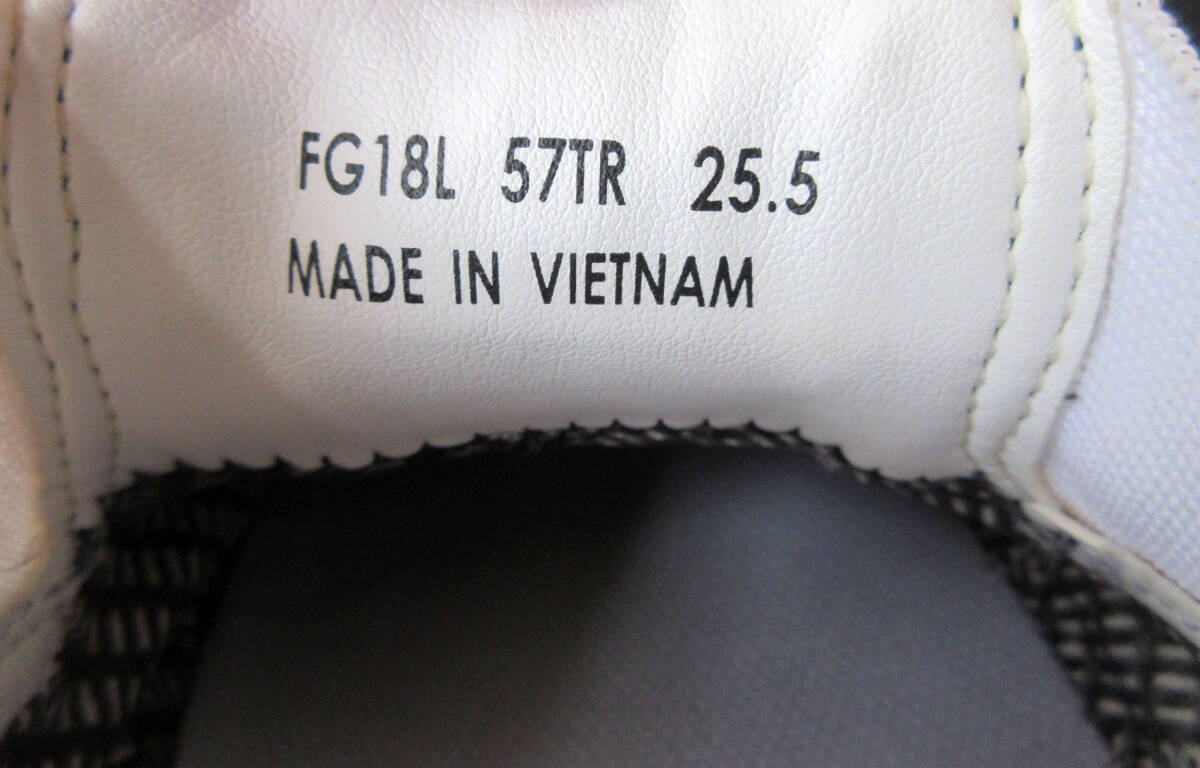 FG18L 57TR 25.5
MADE IN VIETNAM